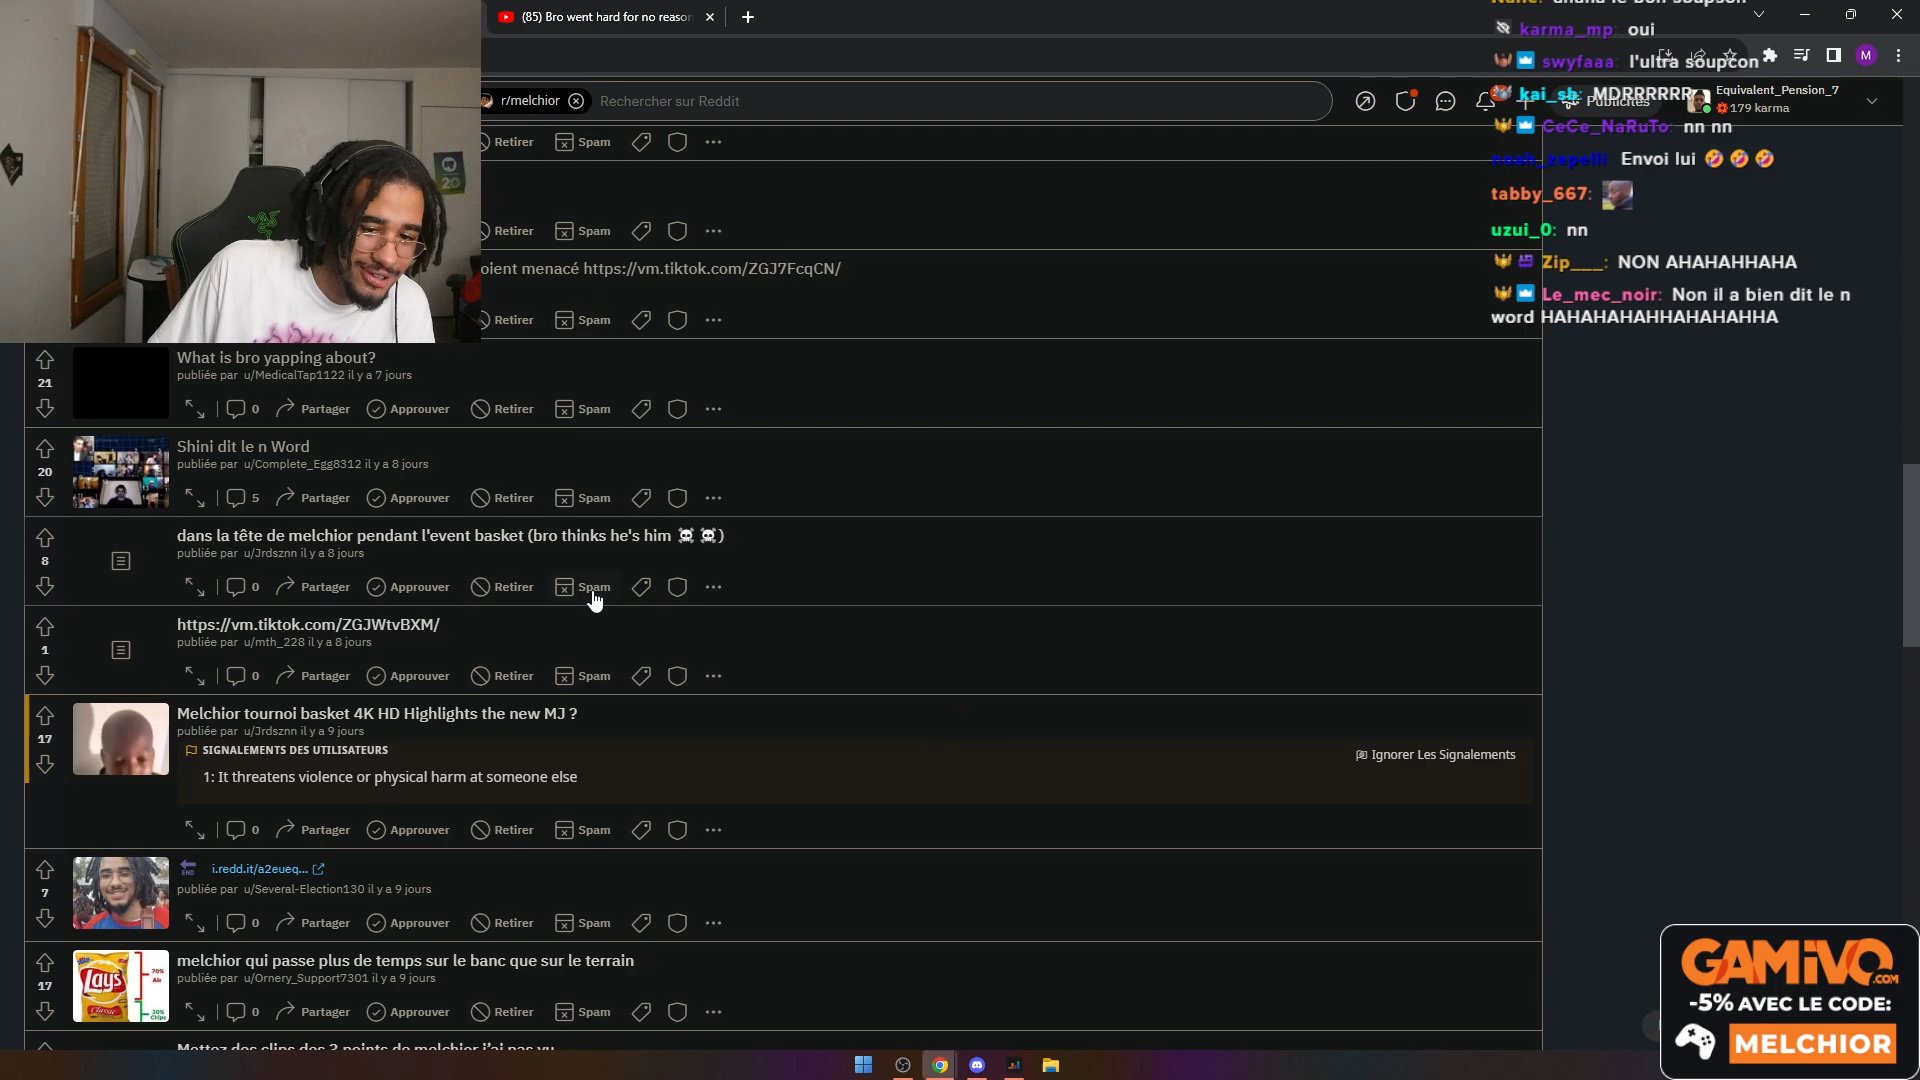 (85) Bro went hard for no reason
r/melchior
Rechercher sur Reddit
Publicités
Equivalent_Pension_7
179 karma
M
karma_mp: oui
swyfaaa: l'ultra soupcon
kai_sb: MDRRRRRR
CeCe_NaRuTo: nn nn
noah_zepelli: Envoi lui 🤣 🤣 🤣
tabby_667:
uzui_0: nn
Zip___: NON AHAHAHHAHA
Le_mec_noir: Non il a bien dit le n
word HAHAHAHAHHAHAHAHHA
20
Retirer Spam
Retirer Spam
oient menacé https://vm.tiktok.com/ZGJ7FcqCN/
Retirer Spam
What is bro yapping about?
publiée par u/MedicalTap1122 il y a 7 jours
21
0 Partager Approuver Retirer Spam
Shini dit le n Word
publiée par u/Complete_Egg8312 il y a 8 jours
20
5 Partager Approuver Retirer Spam
dans la tête de melchior pendant l'event basket (bro thinks he's him ☠️ ☠️)
publiée par u/Jrdsznn il y a 8 jours
8
0 Partager Approuver Retirer Spam
https://vm.tiktok.com/ZGJWtvBXM/
publiée par u/mth_228 il y a 8 jours
1
0 Partager Approuver Retirer Spam
Melchior tournoi basket 4K HD Highlights the new MJ ?
publiée par u/Jrdsznn il y a 9 jours
17
SIGNALEMENTS DES UTILISATEURS
Ignorer Les Signalements
1: It threatens violence or physical harm at someone else
0 Partager Approuver Retirer Spam
🔚 i.redd.it/a2eueq...
publiée par u/Several-Election130 il y a 9 jours
7
0 Partager Approuver Retirer Spam
melchior qui passe plus de temps sur le banc que sur le terrain
publiée par u/Ornery_Support7301 il y a 9 jours
17
Lays
Classic
70%
Air
30%
Chips
0 Partager Approuver Retirer Spam
GAMIVO.COM
-5% AVEC LE CODE:
MELCHIOR